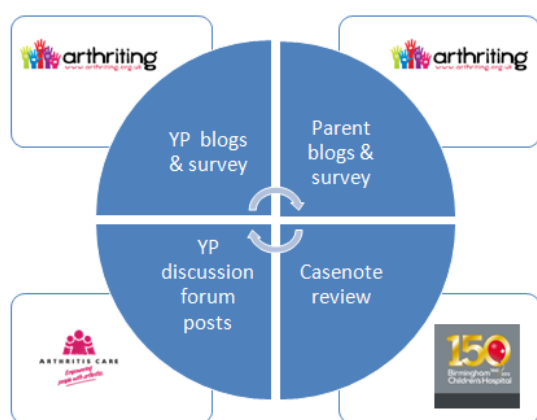 arthriting
www.arthriting.org.uk
arthriting
www.arthriting.org.uk
YP blogs
& survey
Parent
blogs &
survey
YP
discussion
forum
posts
Casenote
review
ARTHRITIS CARE
Empowering
people with arthritis
150
Birmingham
Children's Hospital